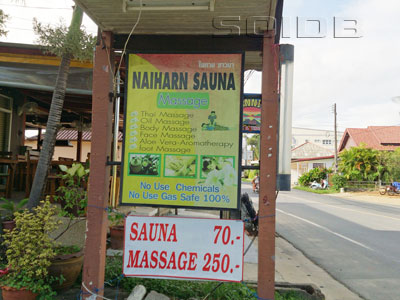 SOIDB
NAIHARN SAUNA
Massage
Thai Massage
Oil Massage
Body Massage
Face Massage
Aloe Vera-Aromatherapy
Foot Massage
No Use Chemicals
No Use Gas Safe 100%
SAUNA 70.-
MASSAGE 250.-